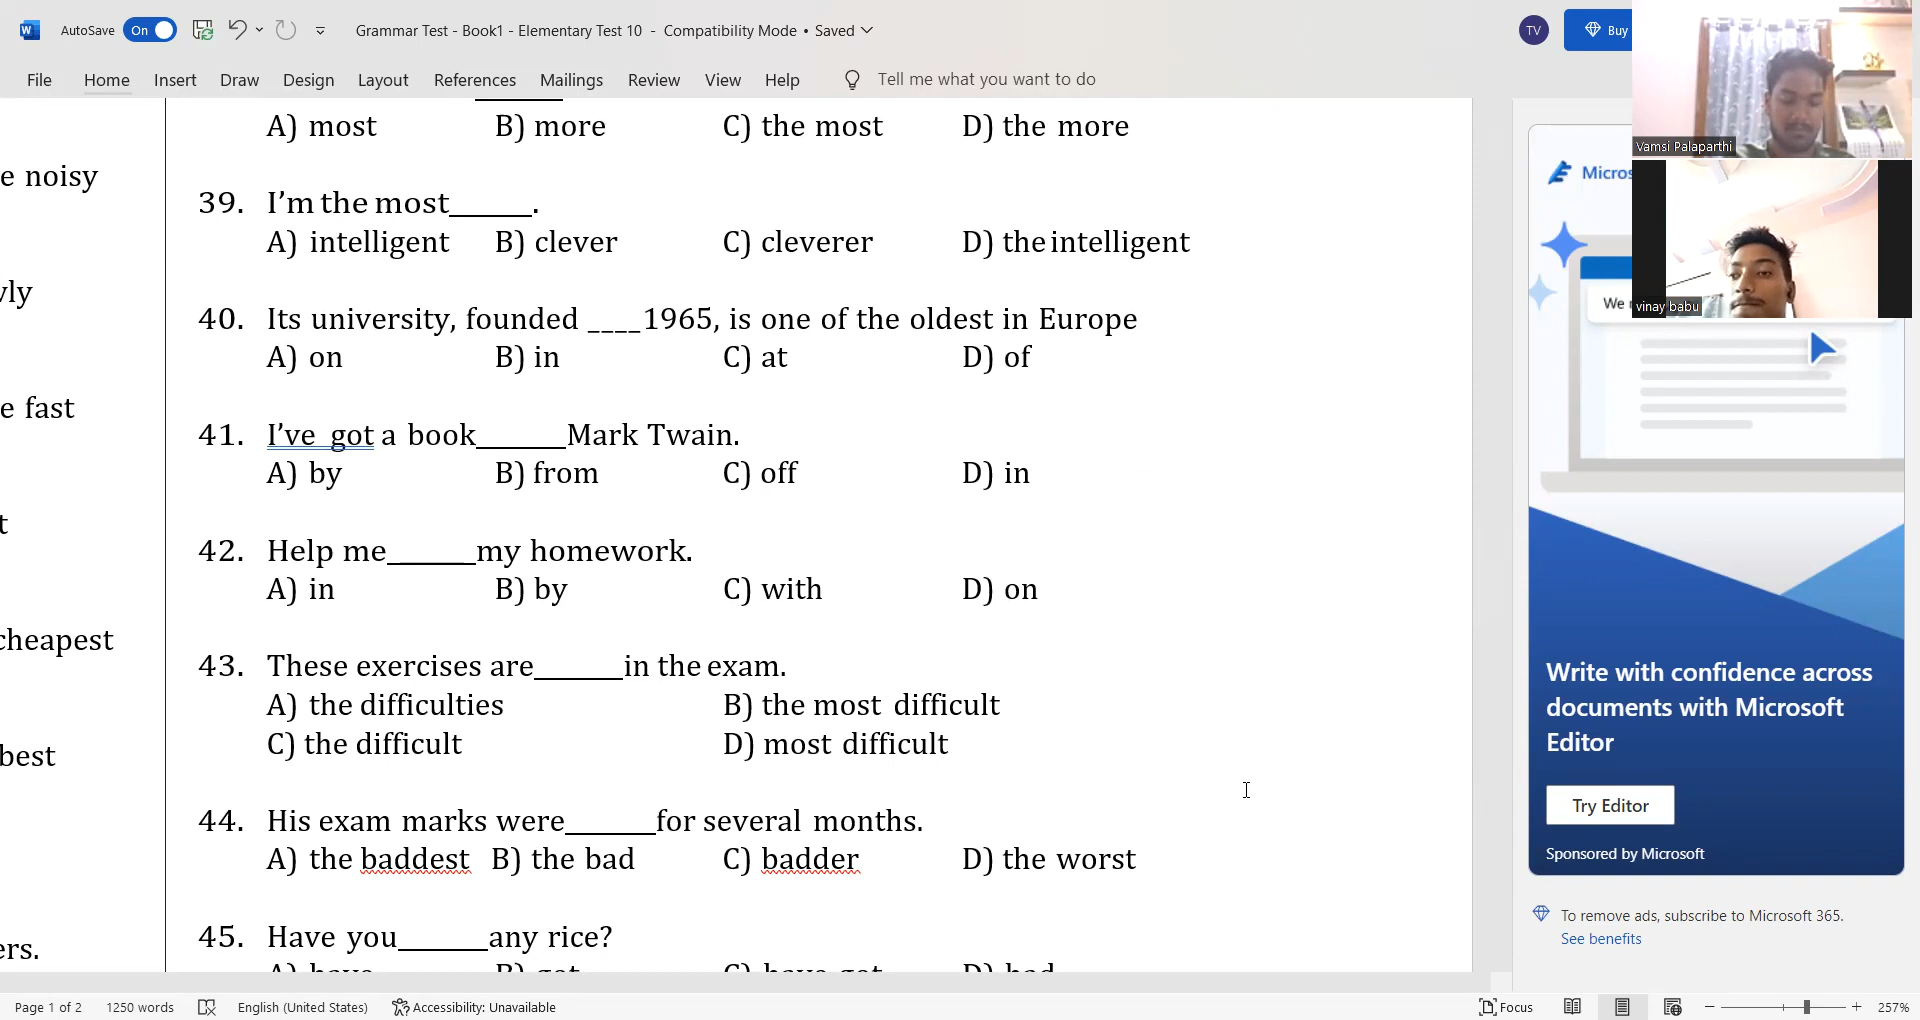 AutoSave On Grammar Test - Book1 - Elementary Test 10 - Compatibility Mode • Saved TV Buy
File Home Insert Draw Design Layout References Mailings Review View Help Tell me what you want to do
A) most B) more C) the most D) the more
e noisy
39. I’m the most______.
A) intelligent B) clever C) cleverer D) the intelligent
40. Its university, founded ____1965, is one of the oldest in Europe
A) on B) in C) at D) of
e fast
41. I’ve got a book______Mark Twain.
A) by B) from C) off D) in
42. Help me______my homework.
A) in B) by C) with D) on
cheapest
43. These exercises are______in the exam.
A) the difficulties B) the most difficult
C) the difficult D) most difficult
best
44. His exam marks were______for several months.
A) the baddest B) the bad C) badder D) the worst
ers.
45. Have you______any rice?
A) have B) got C) have got D) had
Vamsi Palaparthi
vinay babu
Micros
We
Write with confidence across
documents with Microsoft
Editor
Try Editor
Sponsored by Microsoft
To remove ads, subscribe to Microsoft 365.
See benefits
Page 1 of 2 1250 words English (United States) Accessibility: Unavailable Focus 257%